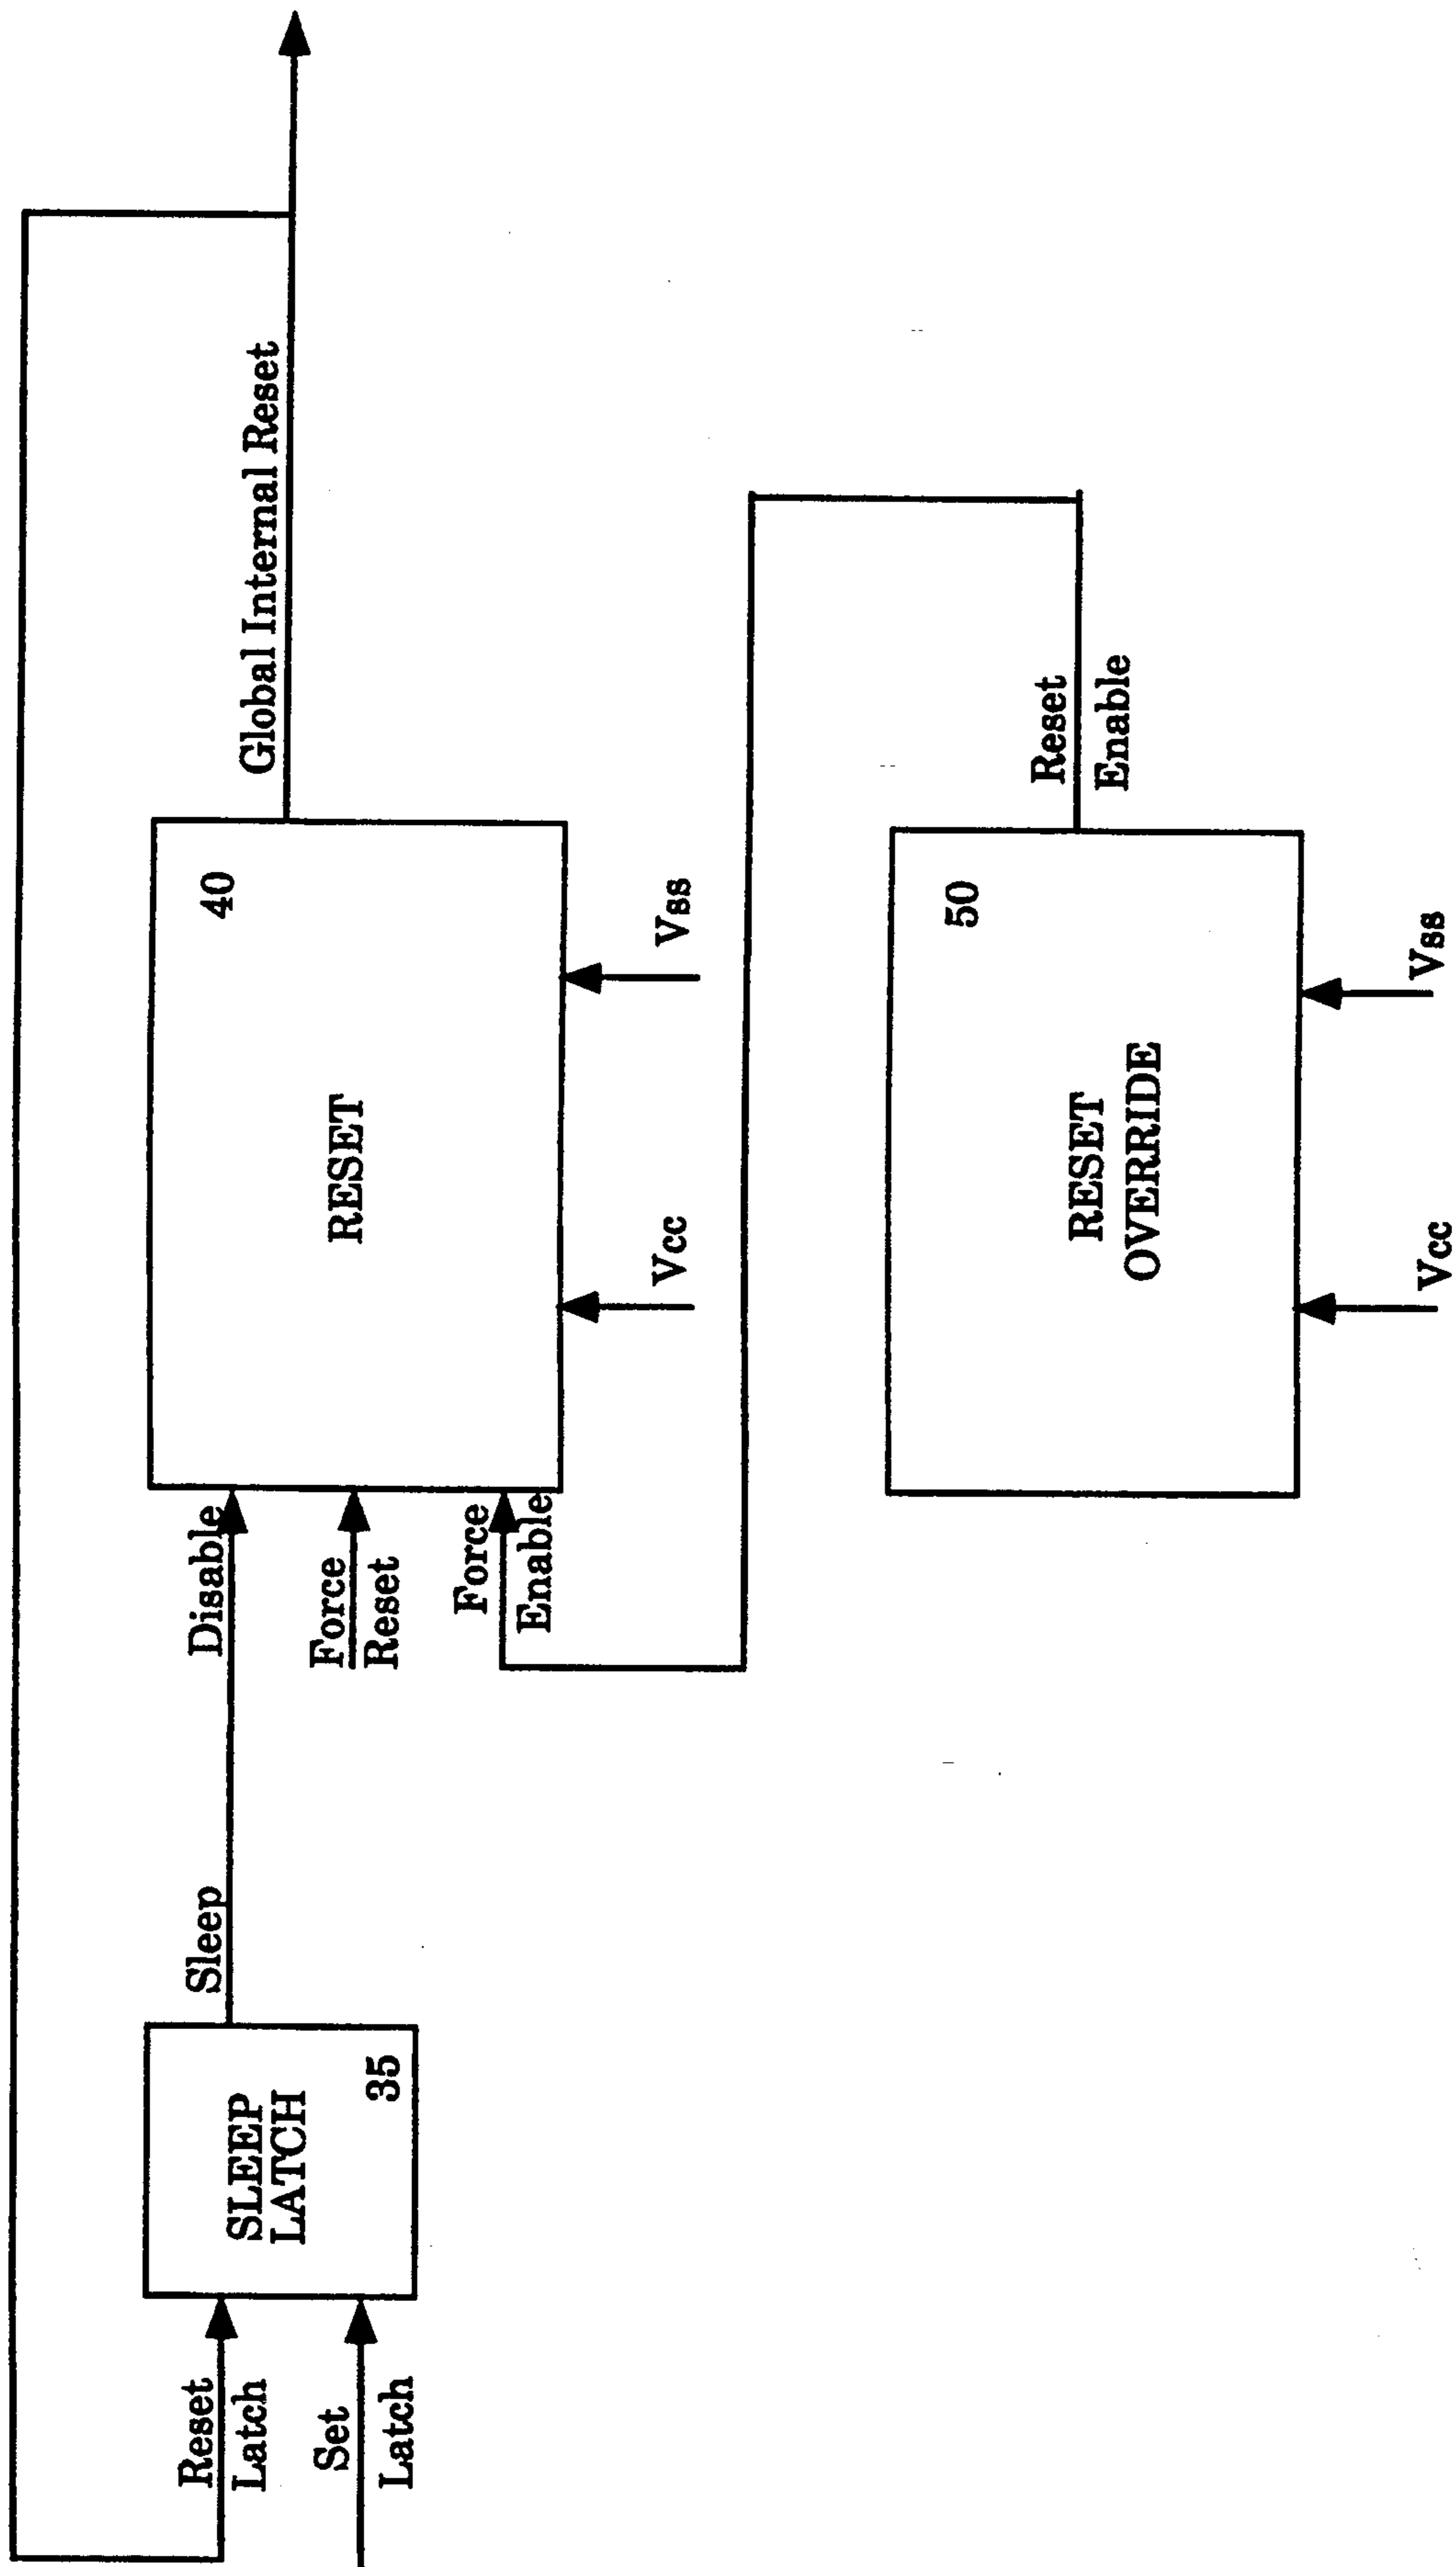 Global Internal Reset
Reset
Latch
Set
Latch
SLEEP
LATCH
35
Sleep
Disable
Force
Reset
Force
Enable
40
RESET
Vcc
Vss
Reset
Enable
50
RESET
OVERRIDE
Vcc
Vss